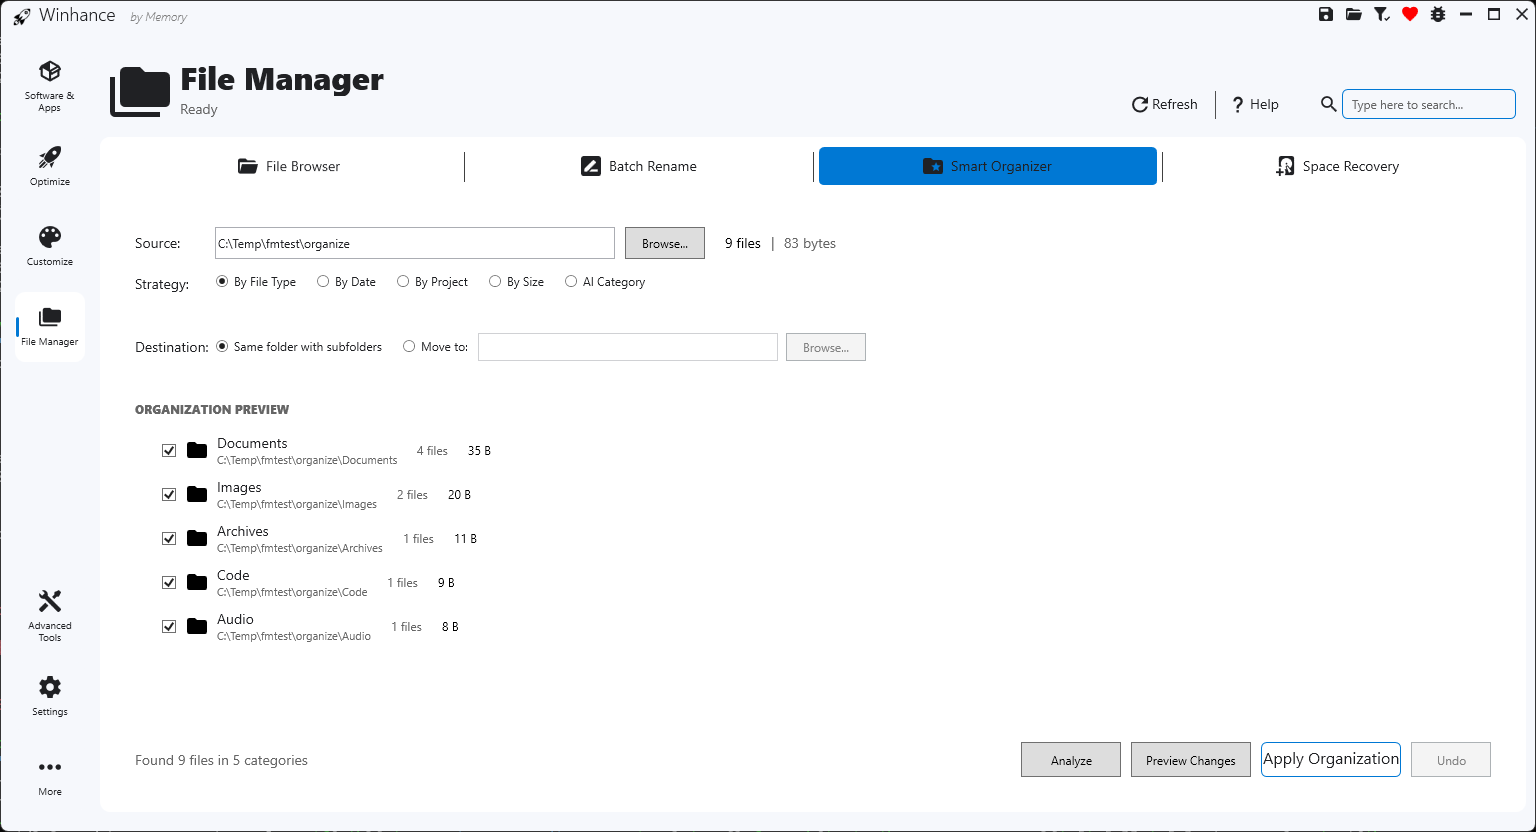 Winhance by Memory
Software & Apps
Optimize
Customize
File Manager
Advanced Tools
Settings
More
File Manager
Ready
Refresh
Help
Type here to search...
File Browser
Batch Rename
Smart Organizer
Space Recovery
Source: C:\Temp\fmtest\organize Browse... 9 files | 83 bytes
Strategy: By File Type By Date By Project By Size AI Category
Destination: Same folder with subfolders Move to: Browse...
ORGANIZATION PREVIEW
Documents
C:\Temp\fmtest\organize\Documents 4 files 35 B
Images
C:\Temp\fmtest\organize\Images 2 files 20 B
Archives
C:\Temp\fmtest\organize\Archives 1 files 11 B
Code
C:\Temp\fmtest\organize\Code 1 files 9 B
Audio
C:\Temp\fmtest\organize\Audio 1 files 8 B
Found 9 files in 5 categories
Analyze
Preview Changes
Apply Organization
Undo